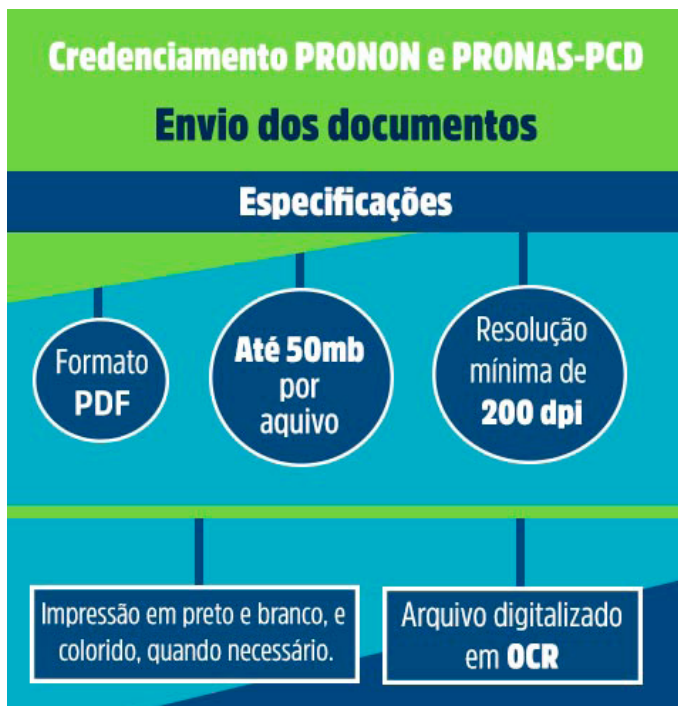 Credenciamento PRONON e PRONAS-PCD
Envio dos documentos
Especificações
Formato
PDF
Até 50mb
por
aquivo
Resolução
mínima de
200 dpi
Impressão em preto e branco, e
colorido, quando necessário.
Arquivo digitalizado
em OCR